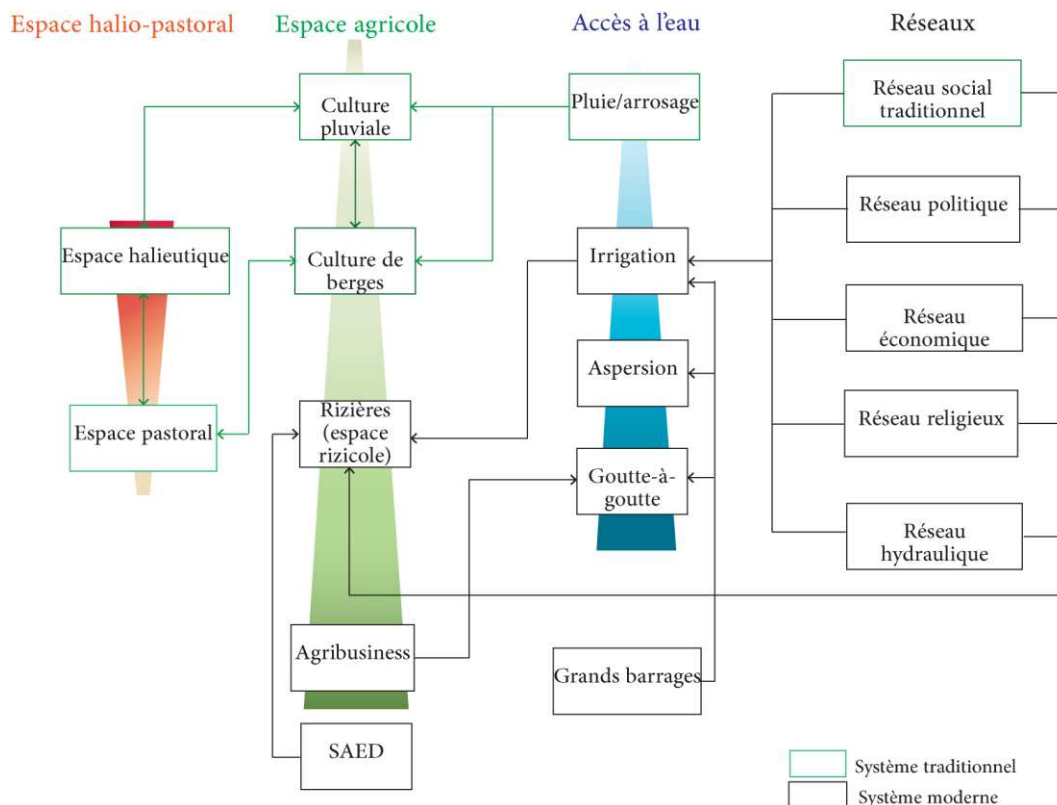 Espace halio-pastoral
Espace agricole
Accès à l'eau
Réseaux
Culture
pluviale
Pluie/arrosage
Réseau social
traditionnel
Réseau politique
Espace halieutique
Culture de
berges
Irrigation
Réseau
économique
Aspersion
Espace pastoral
Rizières (espace
rizicole)
Réseau religieux
Goutte-à-
goutte
Réseau
hydraulique
Agribusiness
Grands barrages
SAED
Système traditionnel
Système moderne